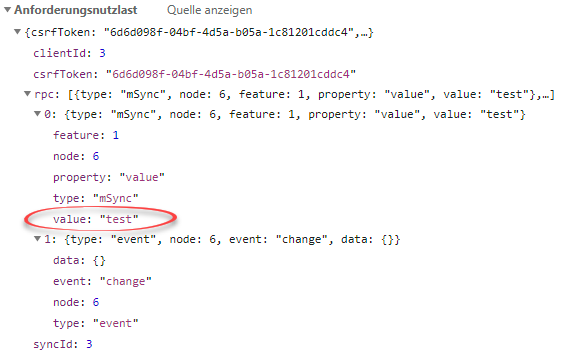 Anforderungsnutzlast Quelle anzeigen
{csrfToken: "6d6d098f-04bf-4d5a-b05a-1c81201cddc4",…}
clientId: 3
csrfToken: "6d6d098f-04bf-4d5a-b05a-1c81201cddc4"
rpc: [{type: "mSync", node: 6, feature: 1, property: "value", value: "test"},…]
0: {type: "mSync", node: 6, feature: 1, property: "value", value: "test"}
feature: 1
node: 6
property: "value"
type: "mSync"
value: "test"
1: {type: "event", node: 6, event: "change", data: {}}
data: {}
event: "change"
node: 6
type: "event"
syncId: 3